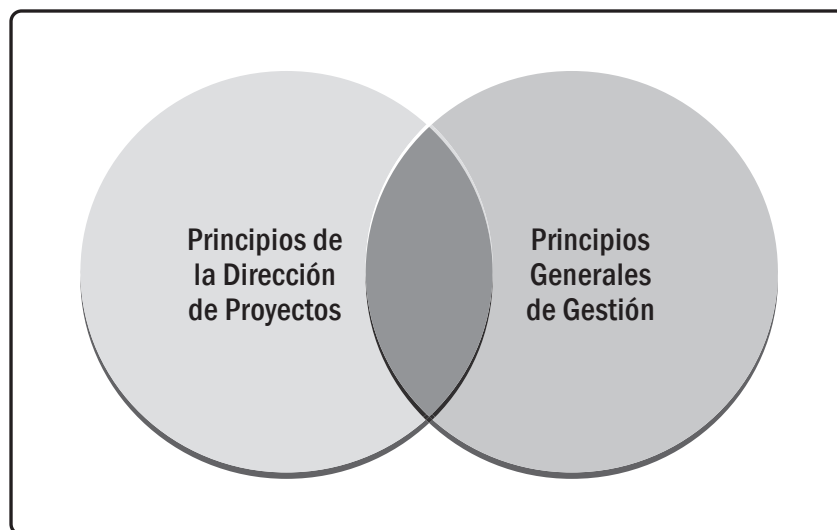 Principios de
la Dirección
de Proyectos
Principios
Generales
de Gestión